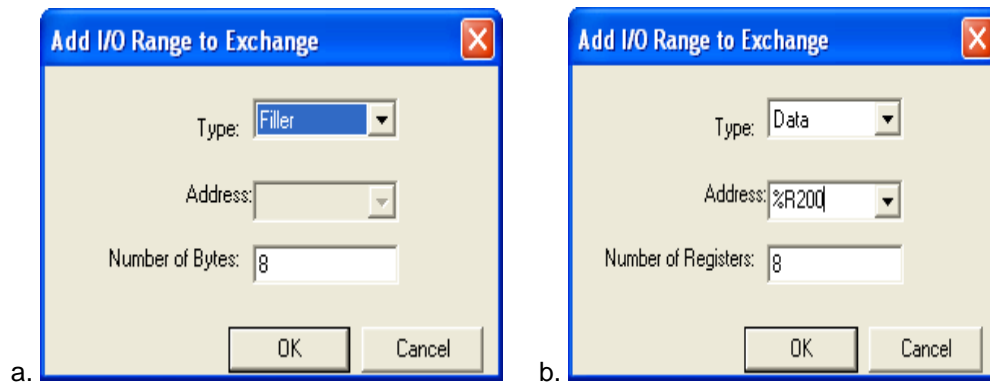 Add I/O Range to Exchange
Type: Filler
Address:
Number of Bytes: 8
OK Cancel
a.
Add I/O Range to Exchange
Type: Data
Address: %R200
Number of Registers: 8
OK Cancel
b.